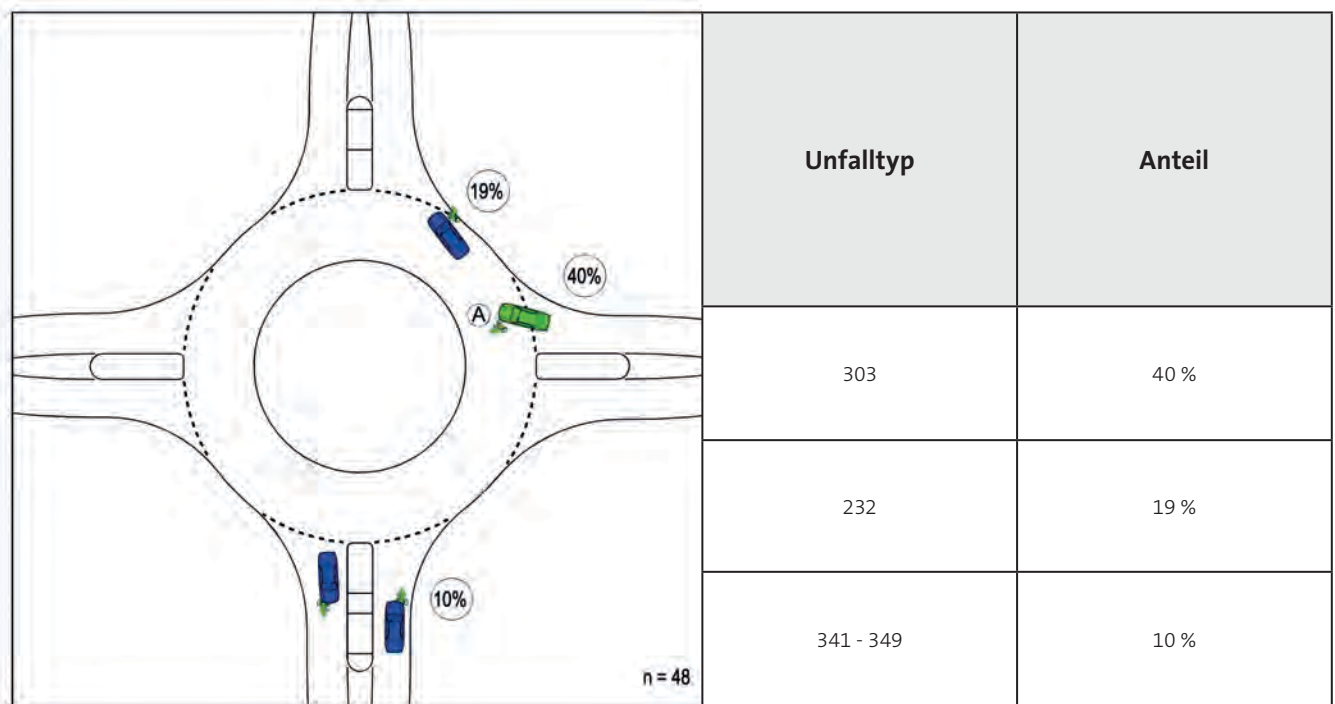 19%
40%
A
10%
n = 48
Unfalltyp Anteil
303 40 %
232 19 %
341 - 349 10 %